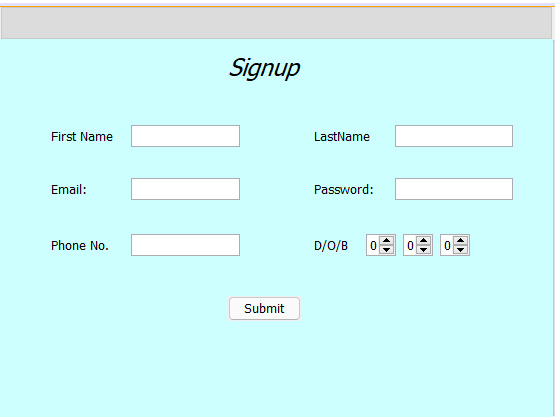 Signup
First Name LastName
Email: Password:
Phone No. D/O/B 0 0 0
Submit